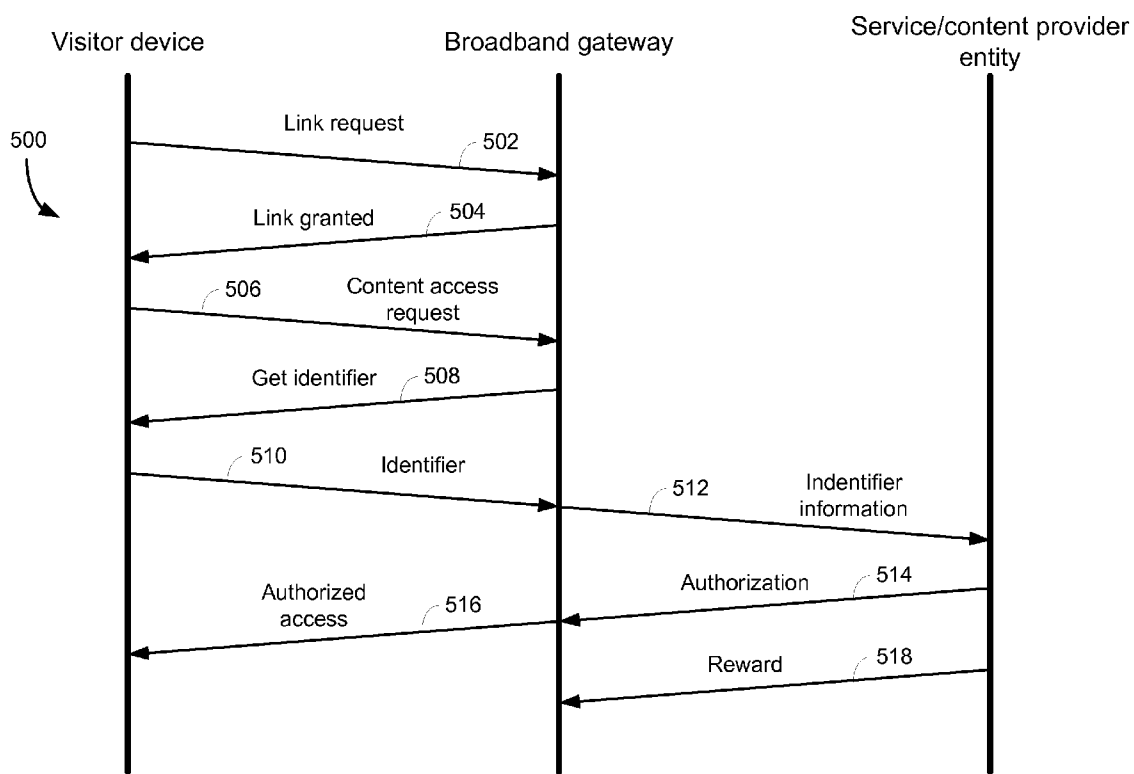 Visitor device
Broadband gateway
Service/content provider
entity
500
Link request
502
Link granted
504
506
Content access
request
Get identifier
508
510
Identifier
512
Indentifier
information
Authorization
514
Authorized
access
516
Reward
518